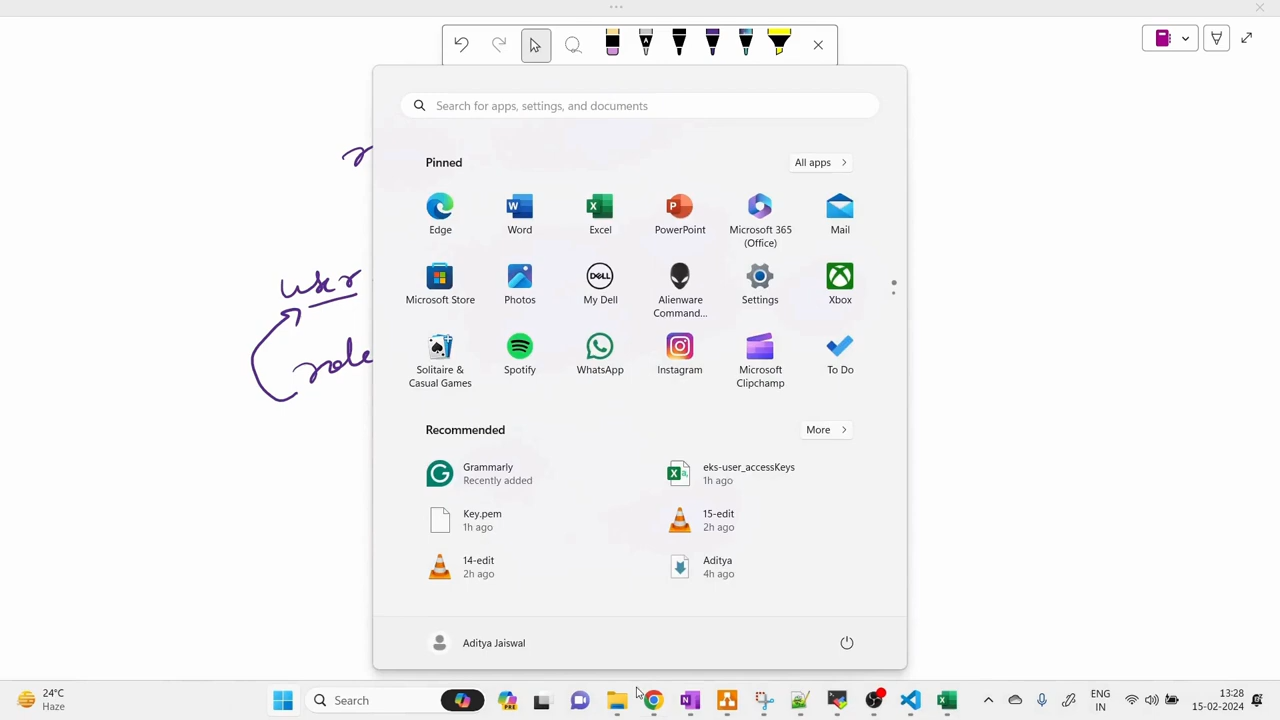 Search for apps, settings, and documents
Pinned
All apps
Edge
Word
Excel
PowerPoint
Microsoft 365
(Office)
Mail
Microsoft Store
Photos
DELL
My Dell
Alienware
Command...
Settings
Xbox
Solitaire &
Casual Games
Spotify
WhatsApp
Instagram
Microsoft
Clipchamp
To Do
user
role
Recommended
More
Grammarly
Recently added
eks-user_accessKeys
1h ago
Key.pem
1h ago
15-edit
2h ago
14-edit
2h ago
Aditya
4h ago
Aditya Jaiswal
24°C
Haze
Search
PRE
ENG
IN
13:28
15-02-2024